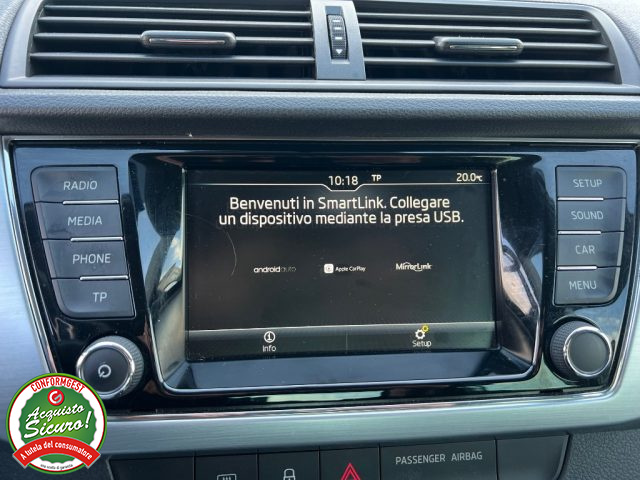 10:18 TP 20.0°C
RADIO
MEDIA
PHONE
TP
Benvenuti in SmartLink. Collegare
un dispositivo mediante la presa USB.
androidauto
Apple CarPlay
MirrorLink
Info
Setup
SETUP
SOUND
CAR
MENU
PASSENGER AIRBAG
CONFORMGEST
Acquisto
Sicuro!
A tutela del consumatore